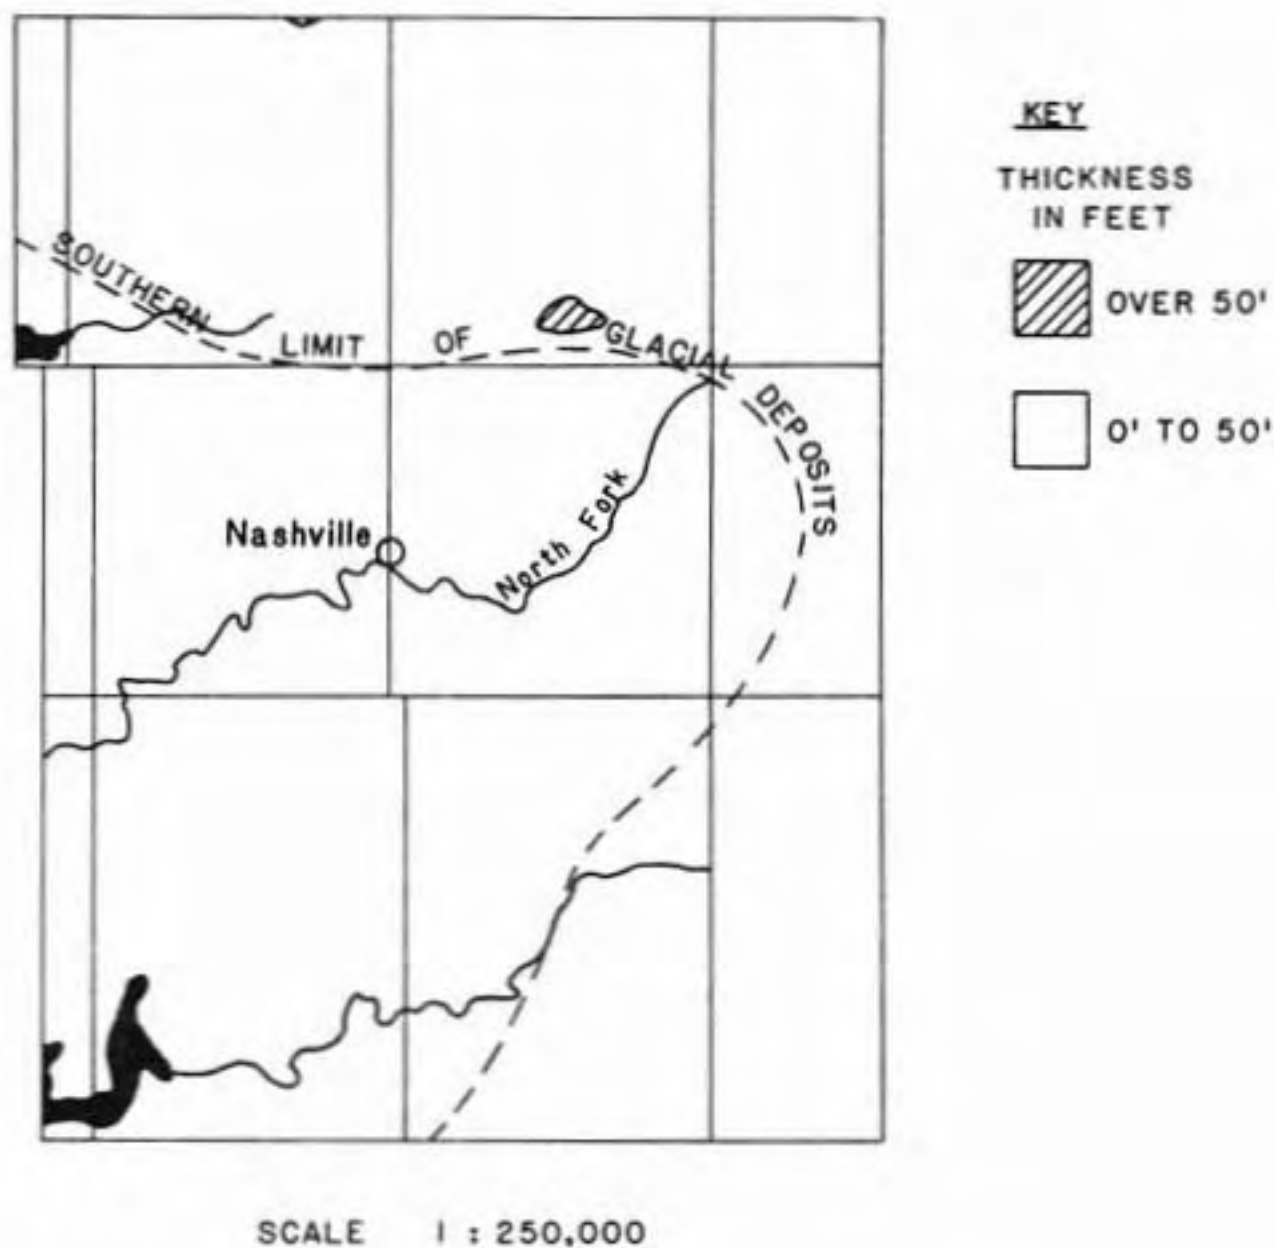 KEY
THICKNESS
IN FEET
OVER 50'
0' TO 50'
SOUTHERN LIMIT OF GLACIAL DEPOSITS
Nashville
North Fork
SCALE 1 : 250,000